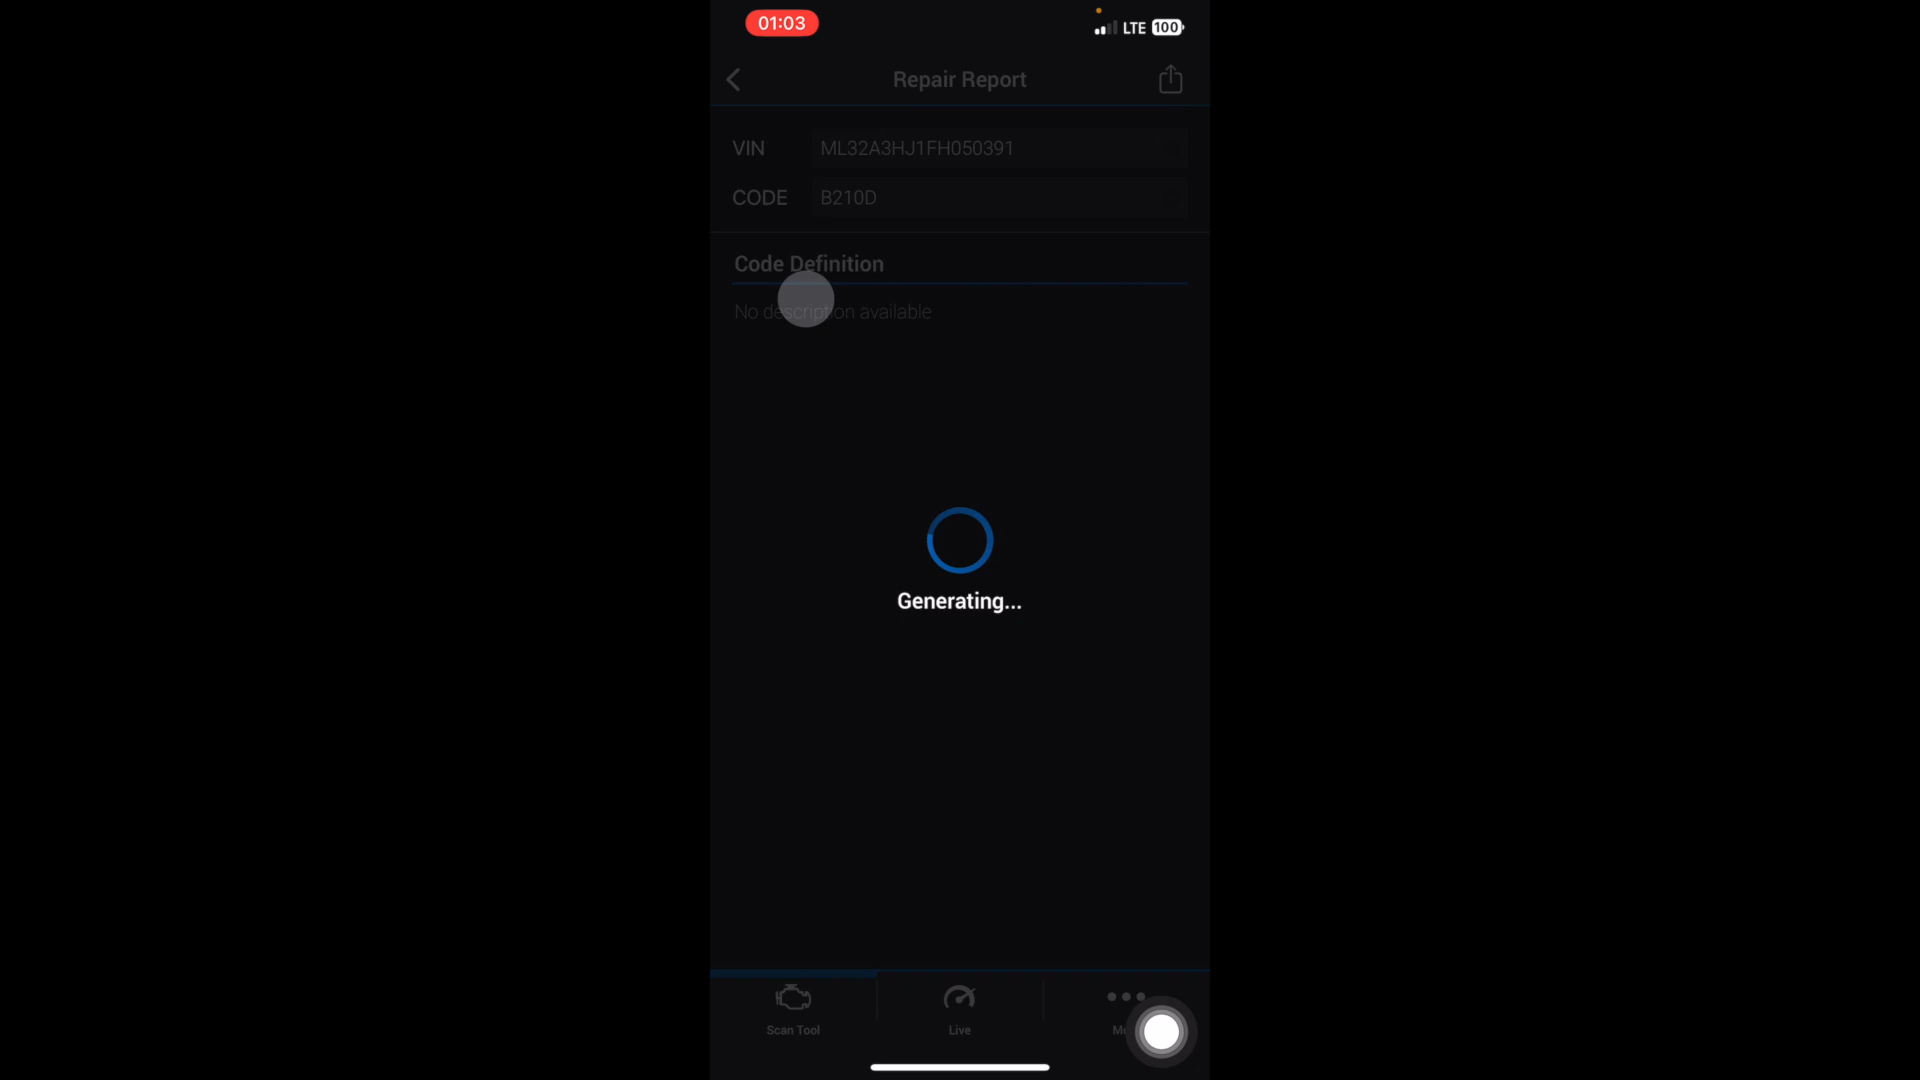 01:03
LTE 100
Repair Report
VIN ML32A3HJ1FH050391
CODE B210D
Code Definition
No description available
Generating...
Scan Tool
Live